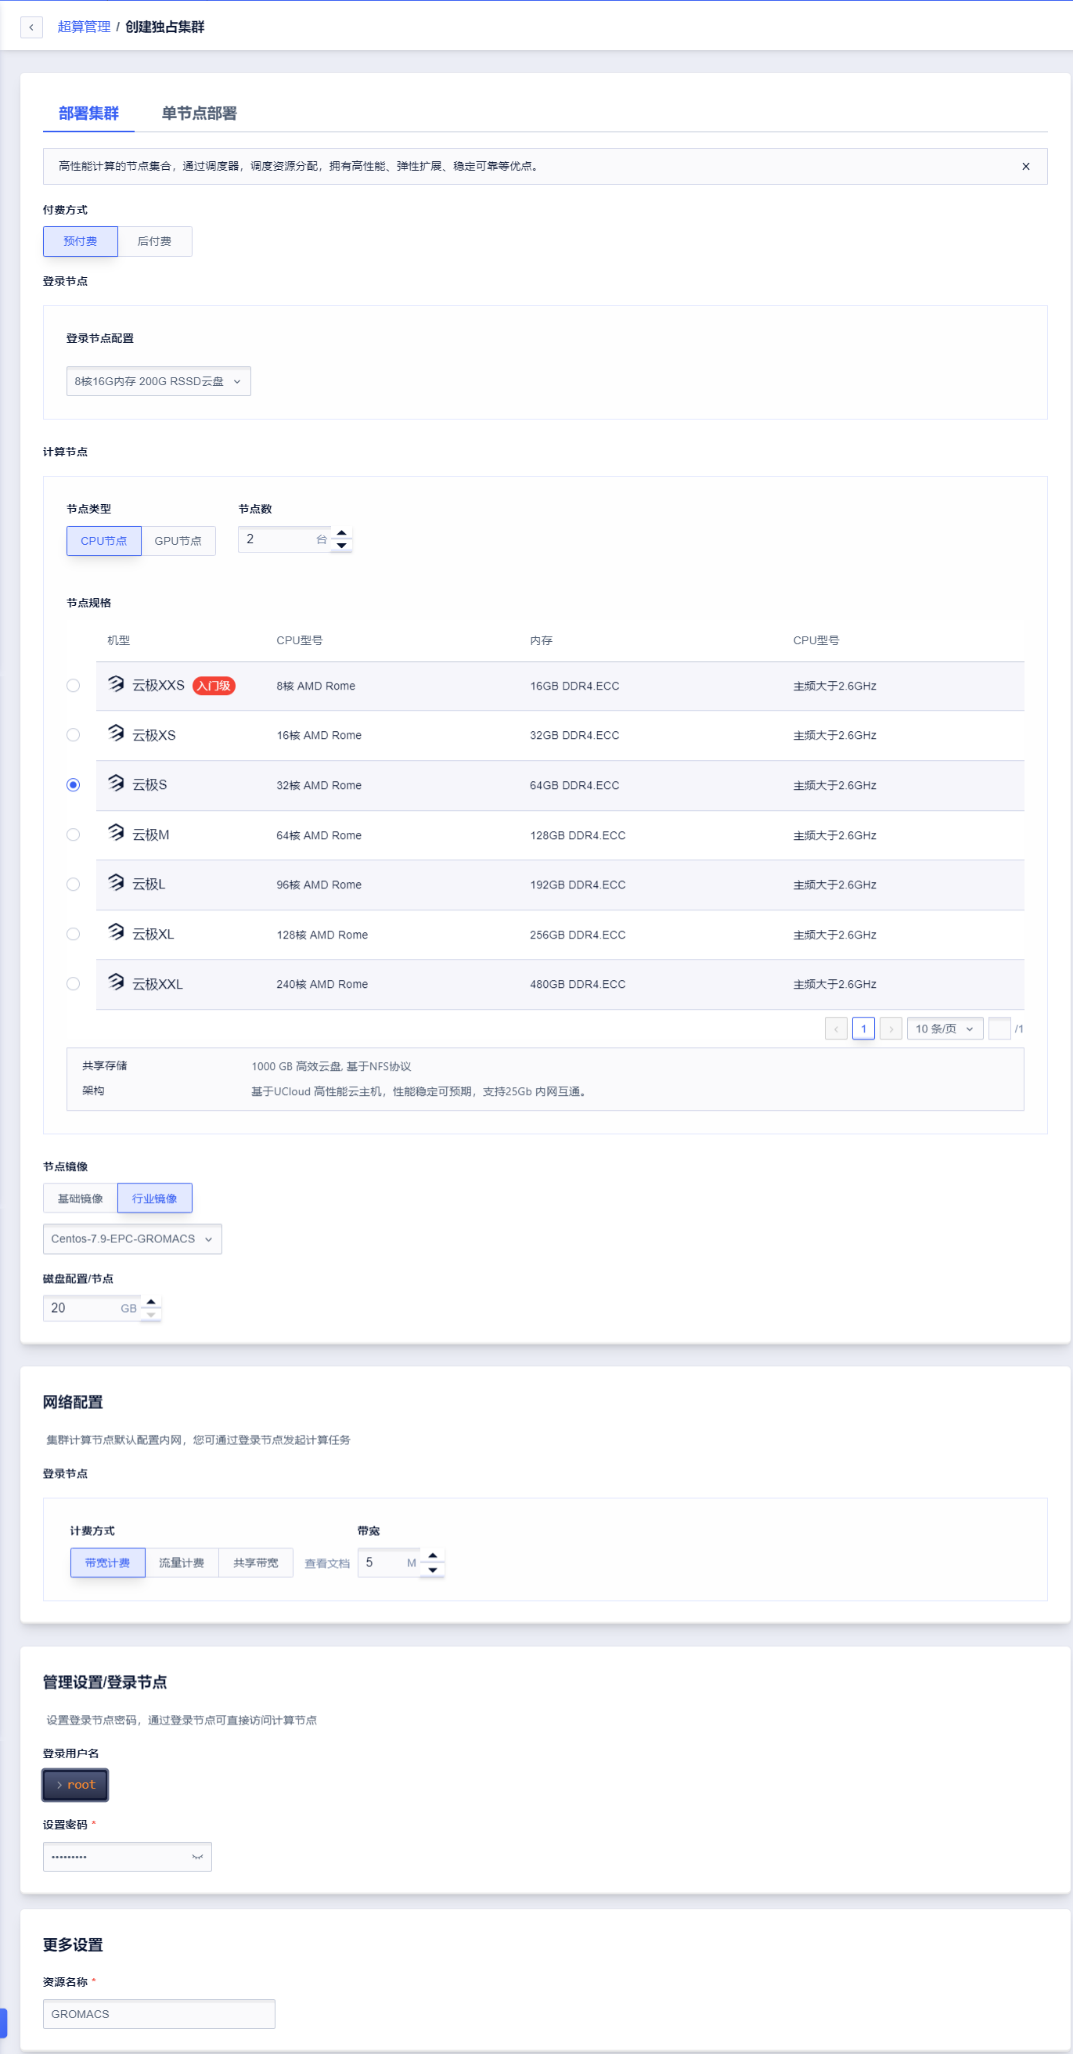 超算管理 / 创建独占集群
部署集群 单节点部署
高性能计算的节点集合，通过调度器，调度资源分配，拥有高性能、弹性扩展、稳定可靠等优点。
付费方式
预付费 后付费
登录节点
登录节点配置
8核16G内存 200G RSSD云盘
计算节点
节点类型 节点数
CPU节点 GPU节点 2 台
节点规格
机型 CPU型号 内存 CPU型号
云极XXS 入门级 8核 AMD Rome 16GB DDR4.ECC 主频大于2.6GHz
云极XS 16核 AMD Rome 32GB DDR4.ECC 主频大于2.6GHz
云极S 32核 AMD Rome 64GB DDR4.ECC 主频大于2.6GHz
云极M 64核 AMD Rome 128GB DDR4.ECC 主频大于2.6GHz
云极L 96核 AMD Rome 192GB DDR4.ECC 主频大于2.6GHz
云极XL 128核 AMD Rome 256GB DDR4.ECC 主频大于2.6GHz
云极XXL 240核 AMD Rome 480GB DDR4.ECC 主频大于2.6GHz
1 10 条/页 /1
共享存储 1000 GB 高效云盘, 基于NFS协议
架构 基于UCloud 高性能云主机，性能稳定可预期，支持25Gb 内网互通。
节点镜像
基础镜像 行业镜像
Centos-7.9-EPC-GROMACS
磁盘配置/节点
20 GB
网络配置
集群计算节点默认配置内网，您可通过登录节点发起计算任务
登录节点
计费方式 带宽
带宽计费 流量计费 共享带宽 查看文档 5 M
管理设置/登录节点
设置登录节点密码，通过登录节点可直接访问计算节点
登录用户名
> root
设置密码 *
•••••••••
更多设置
资源名称 *
GROMACS